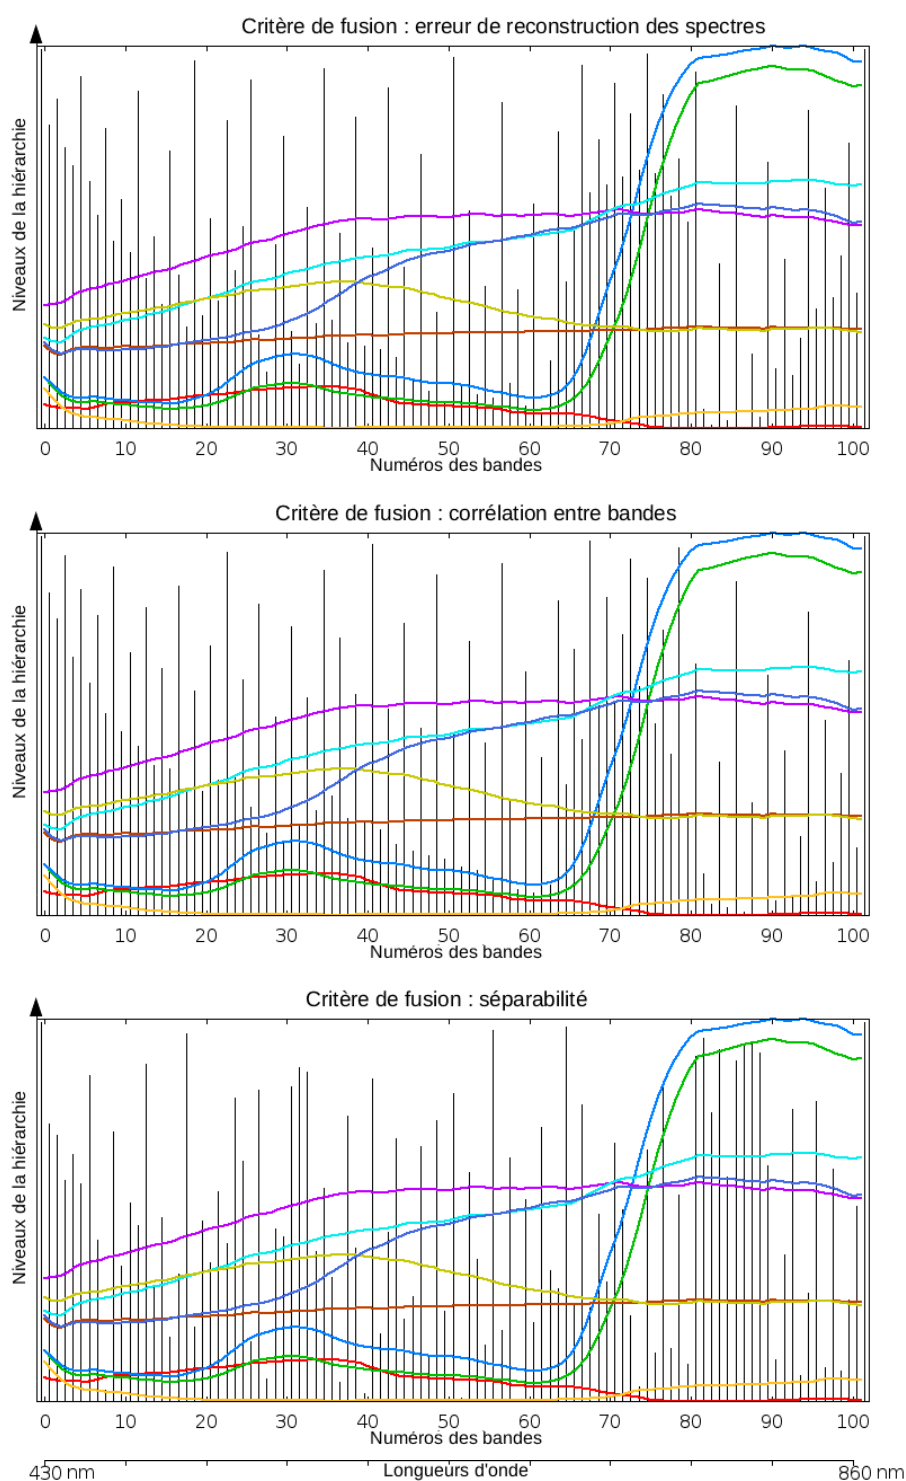 Critère de fusion : erreur de reconstruction des spectres
Niveaux de la hiérarchie
0 10 20 30 40 50 60 70 80 90 100
Numéros des bandes
Critère de fusion : corrélation entre bandes
Niveaux de la hiérarchie
0 10 20 30 40 50 60 70 80 90 100
Numéros des bandes
Critère de fusion : séparabilité
Niveaux de la hiérarchie
0 10 20 30 40 50 60 70 80 90 100
Numéros des bandes
430 nm Longueurs d'onde 860 nm